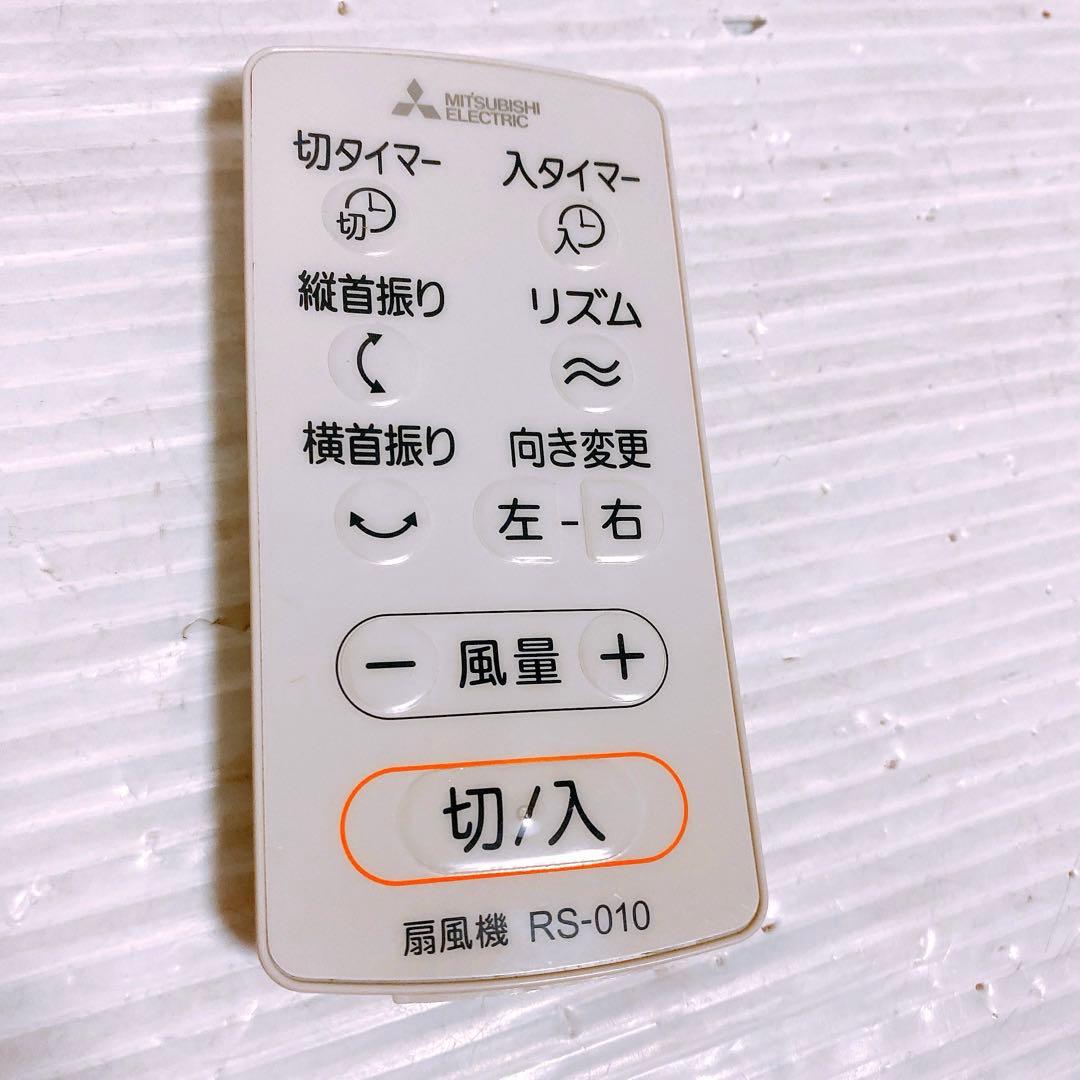 MITSUBISHI
ELECTRIC
切タイマー 入タイマー
切 入
縦首振り リズム
横首振り 向き変更
左 - 右
− 風量 +
切/入
扇風機 RS-010